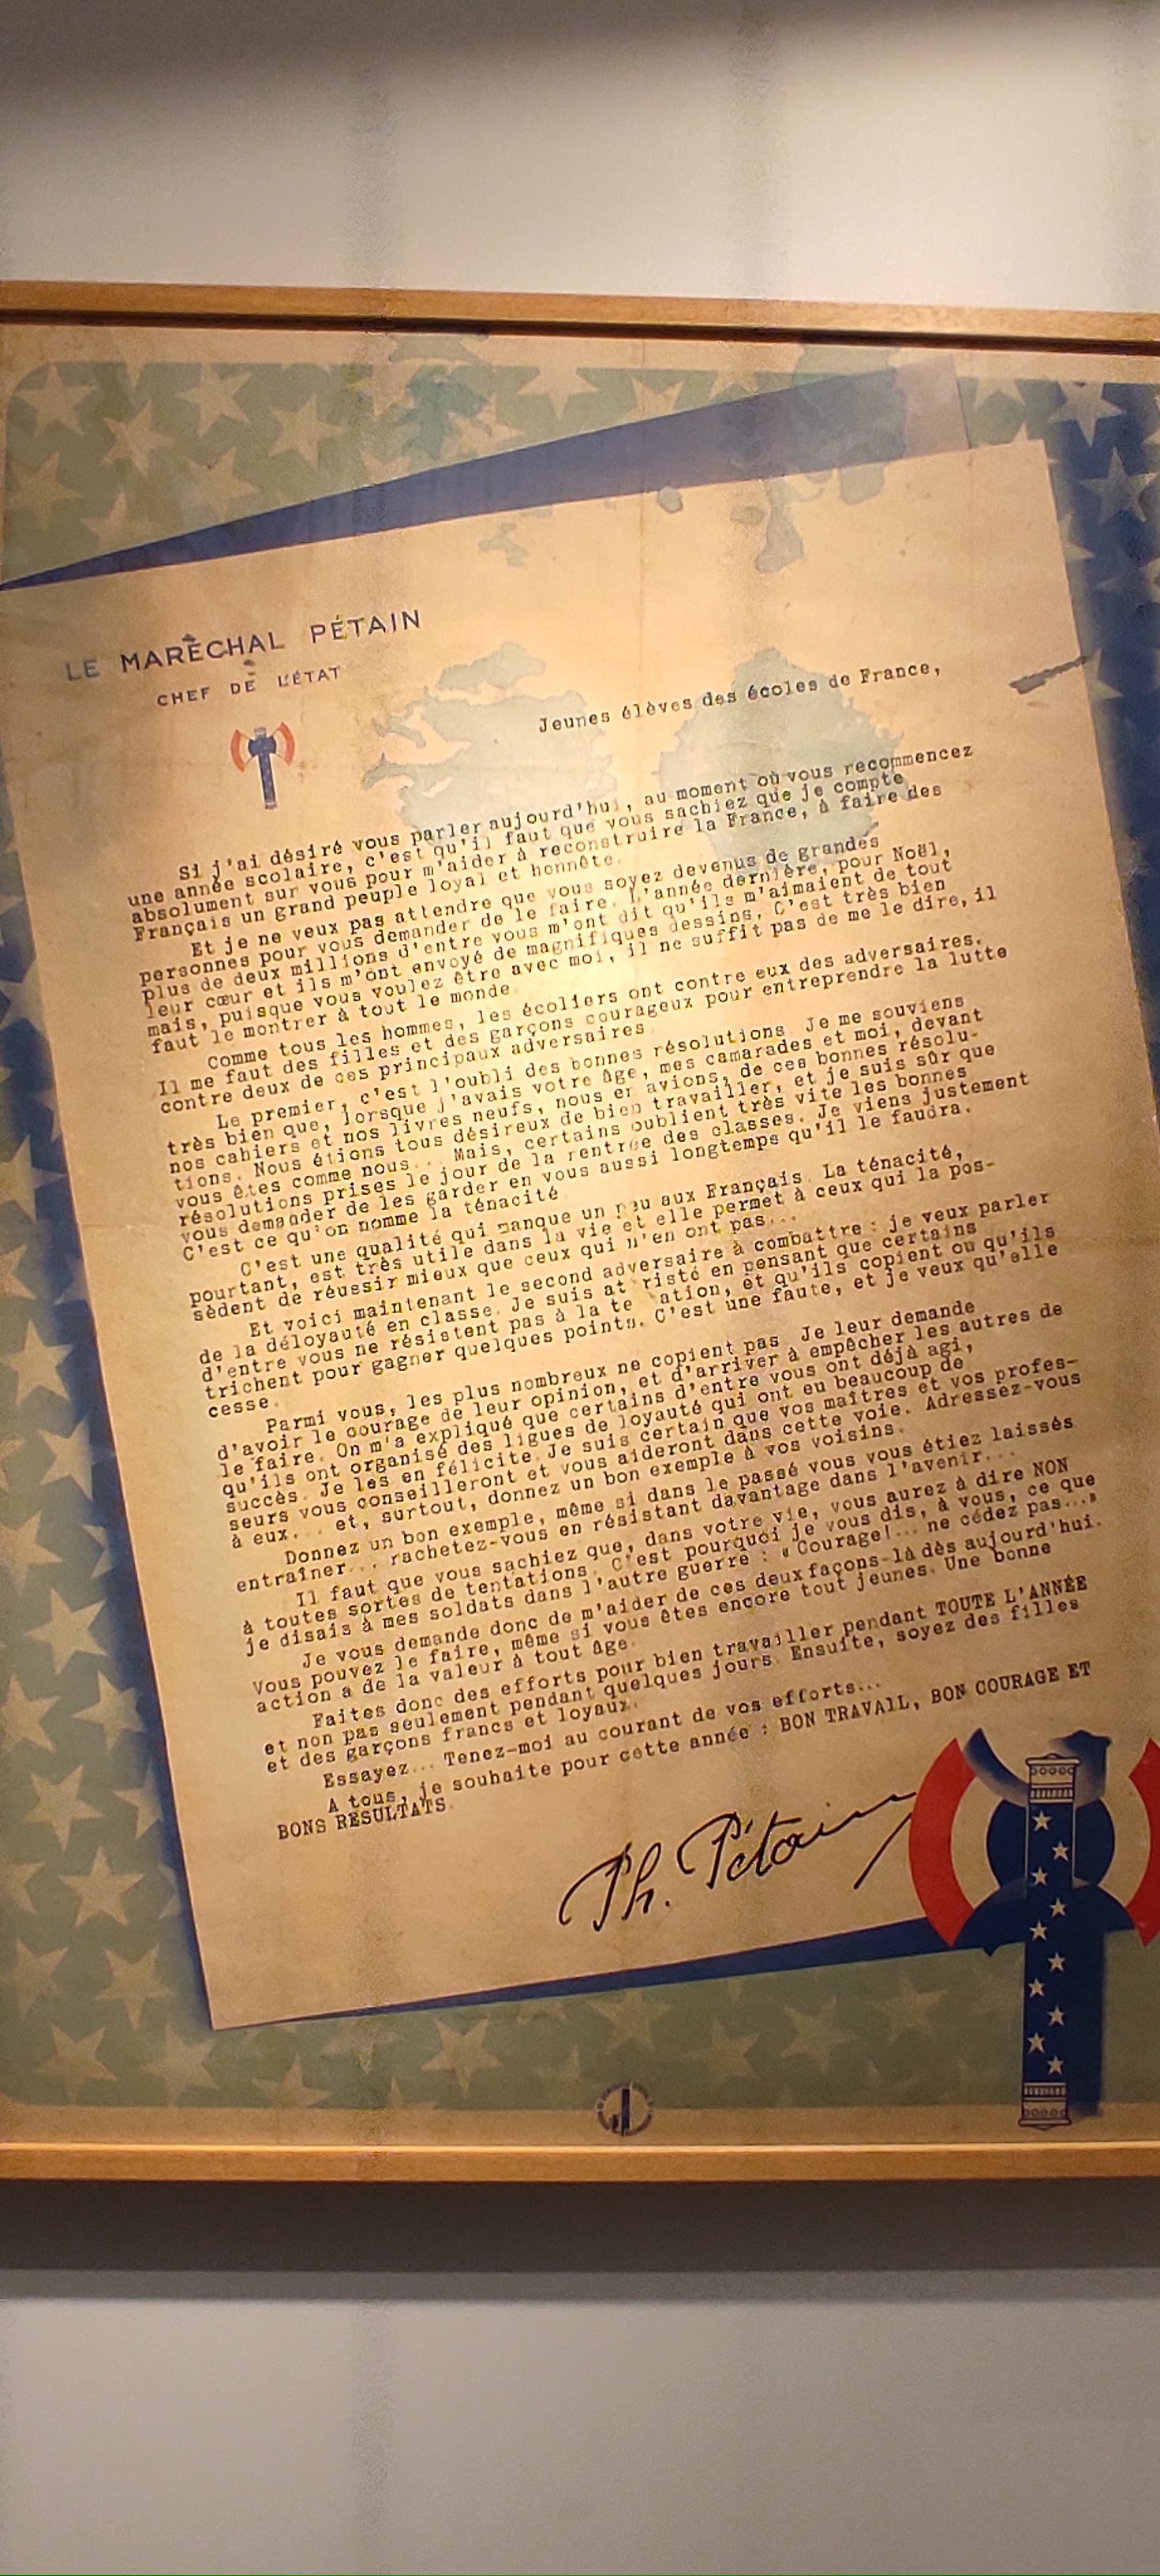 LE MARÉCHAL PÉTAIN
CHEF DE L'ÉTAT
Jeunes élèves des écoles de France,
Si j'ai désiré vous parler aujourd'hui, au moment où vous recommencez
une année scolaire, c'est qu'il faut que vous sachiez que je compte
absolument sur vous pour m'aider à reconstruire la France, à faire des
Français un grand peuple loyal et honnête.
Et je ne veux pas attendre que vous soyez devenus de grandes
personnes pour vous demander de le faire. L'année dernière, pour Noël,
plus de deux millions d'entre vous m'ont dit qu'ils m'aimaient de tout
leur cœur et ils m'ont envoyé de magnifiques dessins. C'est très bien
mais, puisque vous voulez être avec moi, il ne suffit pas de me le dire, il
faut le montrer à tout le monde.
Comme tous les hommes, les écoliers ont contre eux des adversaires.
Il me faut des filles et des garçons courageux pour entreprendre la lutte
contre deux de ces principaux adversaires.
Le premier, c'est l'oubli des bonnes résolutions. Je me souviens
très bien que, lorsque j'avais votre âge, mes camarades et moi, devant
nos cahiers et nos livres neufs, nous en avions, de ces bonnes résolu-
tions. Nous étions tous désireux de bien travailler, et je suis sûr que
vous êtes comme nous... Mais, certains oublient très vite les bonnes
résolutions prises le jour de la rentrée des classes. Je viens justement
vous demander de les garder en vous aussi longtemps qu'il le faudra.
C'est ce qu'on nomme la ténacité.
C'est une qualité qui manque un peu aux Français. La ténacité,
pourtant, est très utile dans la vie et elle permet à ceux qui la pos-
sèdent de réussir mieux que ceux qui n'en ont pas...
Et voici maintenant le second adversaire à combattre : je veux parler
de la déloyauté en classe. Je suis attristé en pensant que certains
d'entre vous ne résistent pas à la tentation, et qu'ils copient ou qu'ils
trichent pour gagner quelques points. C'est une faute, et je veux qu'elle
cesse.
Parmi vous, les plus nombreux ne copient pas. Je leur demande
d'avoir le courage de leur opinion, et d'arriver à empêcher les autres de
le faire. On m'a expliqué que certains d'entre vous ont déjà agi,
qu'ils ont organisé des ligues de loyauté qui ont eu beaucoup de
succès. Je les en félicite. Je suis certain que vos maîtres et vos profes-
seurs vous conseilleront et vous aideront dans cette voie. Adressez-vous
à eux... et, surtout, donnez un bon exemple à vos voisins.
Donnez un bon exemple, même si dans le passé vous vous étiez laissés
entraîner... rachetez-vous en résistant davantage dans l'avenir...
Il faut que vous sachiez que, dans votre vie, vous aurez à dire NON
à toutes sortes de tentations. C'est pourquoi je vous dis, à vous, ce que
je disais à mes soldats dans l'autre guerre : « Courage!... ne cédez pas...»
Je vous demande donc de m'aider de ces deux façons-là dès aujourd'hui.
Vous pouvez le faire, même si vous êtes encore tout jeunes. Une bonne
action a de la valeur à tout âge.
Faites donc des efforts pour bien travailler pendant TOUTE L'ANNÉE
et non pas seulement pendant quelques jours. Ensuite, soyez des filles
et des garçons francs et loyaux.
Essayez... Tenez-moi au courant de vos efforts...
A tous, je souhaite pour cette année : BON TRAVAIL, BON COURAGE ET
BONS RÉSULTATS.
Ph. Pétain